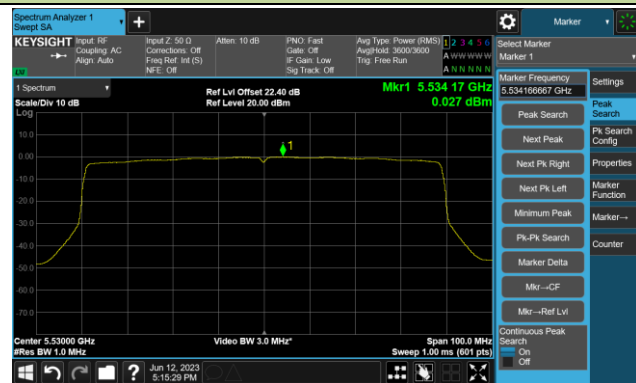 Spectrum Analyzer 1
Swept SA
KEYSIGHT
Input: RF
Coupling: AC
Align: Auto
Input Z: 50 Ω
Corrections: Off
Freq Ref: Int (S)
NFE: Off
Atten: 10 dB
PNO: Fast
Gate: Off
IF Gain: Low
Sig Track: Off
Avg Type: Power (RMS)
Avg|Hold: 3600/3600
Trig: Free Run
1 2 3 4 5 6
A W W W W W
A N N N N N
1 Spectrum
Scale/Div 10 dB
Log
Ref Lvl Offset 22.40 dB
Ref Level 20.00 dBm
Mkr1 5.534 17 GHz
0.027 dBm
1
10.0
0.00
-10.0
-20.0
-30.0
-40.0
-50.0
-60.0
-70.0
Center 5.53000 GHz
#Res BW 1.0 MHz
Video BW 3.0 MHz*
Span 100.0 MHz
Sweep 1.00 ms (601 pts)
Jun 12, 2023
5:15:29 PM
Marker
Select Marker
Marker 1
Marker Frequency
5.534166667 GHz
Peak Search
Next Peak
Next Pk Right
Next Pk Left
Minimum Peak
Pk-Pk Search
Marker Delta
Mkr→CF
Mkr→Ref Lvl
Continuous Peak
Search
On
Off
Settings
Peak
Search
Pk Search
Config
Properties
Marker
Function
Marker→
Counter